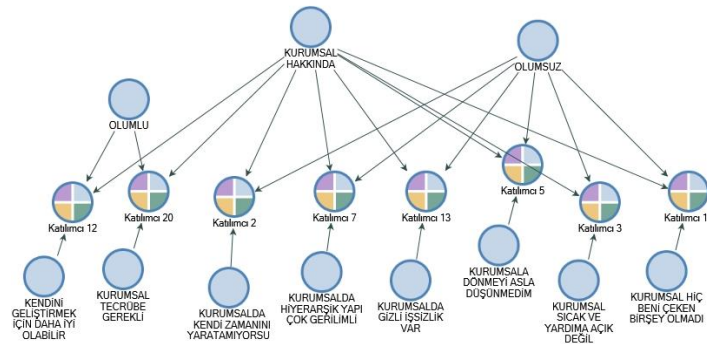 KURUMSAL
HAKKINDA
OLUMSUZ
OLUMLU
Katılımcı 12
Katılımcı 20
Katılımcı 2
Katılımcı 7
Katılımcı 13
Katılımcı 5
Katılımcı 3
Katılımcı 1
KENDİNİ
GELİŞTİRMEK
İÇİN DAHA İYİ
OLABİLİR
KURUMSAL
TECRÜBE
GEREKLİ
KURUMSALDA
KENDİ ZAMANINI
YARATAMIYORSU
KURUMSALDA
HİYERARŞİK YAPI
ÇOK GERİLİMLİ
KURUMSALDA
GİZLİ İŞSİZLİK
VAR
KURUMSALA
DÖNMEYİ ASLA
DÜŞÜNMEDİM
KURUMSAL
SICAK VE
YARDIMA AÇIK
DEĞİL
KURUMSAL HİÇ
BENİ ÇEKEN
BİRŞEY OLMADI